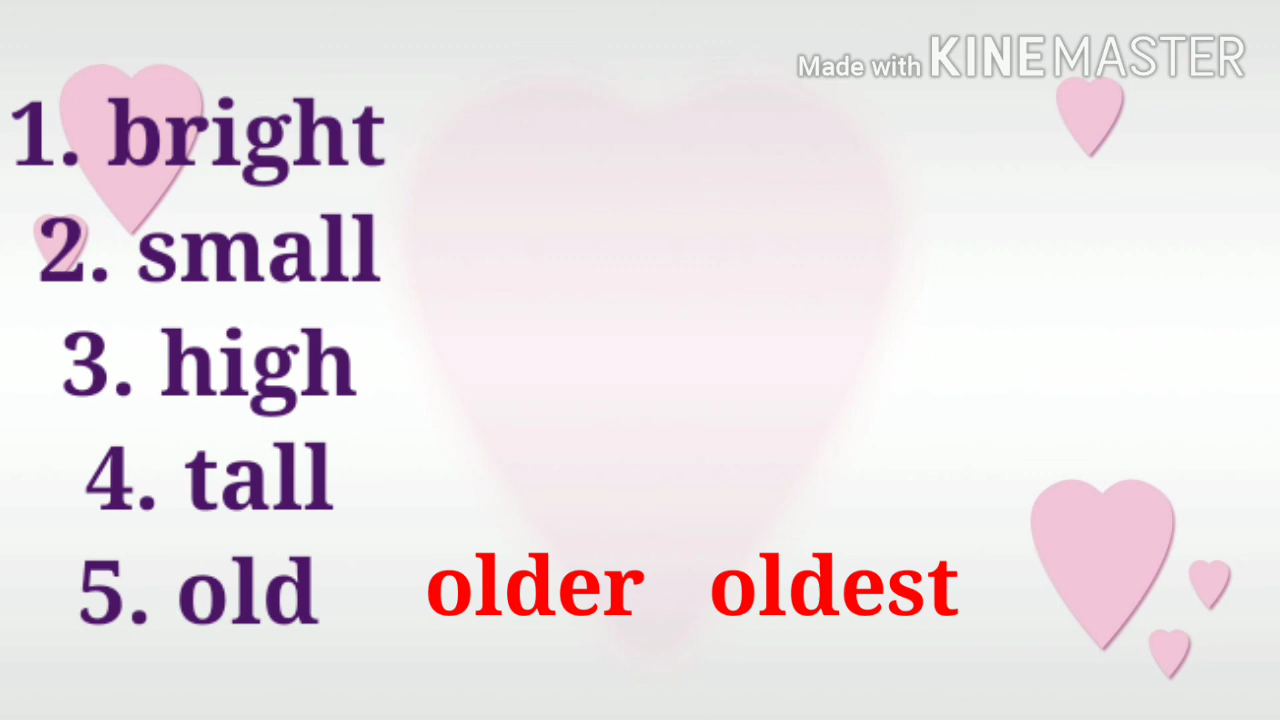 Made with KINEMASTER
1. bright
2. small
3. high
4. tall
5. old older oldest